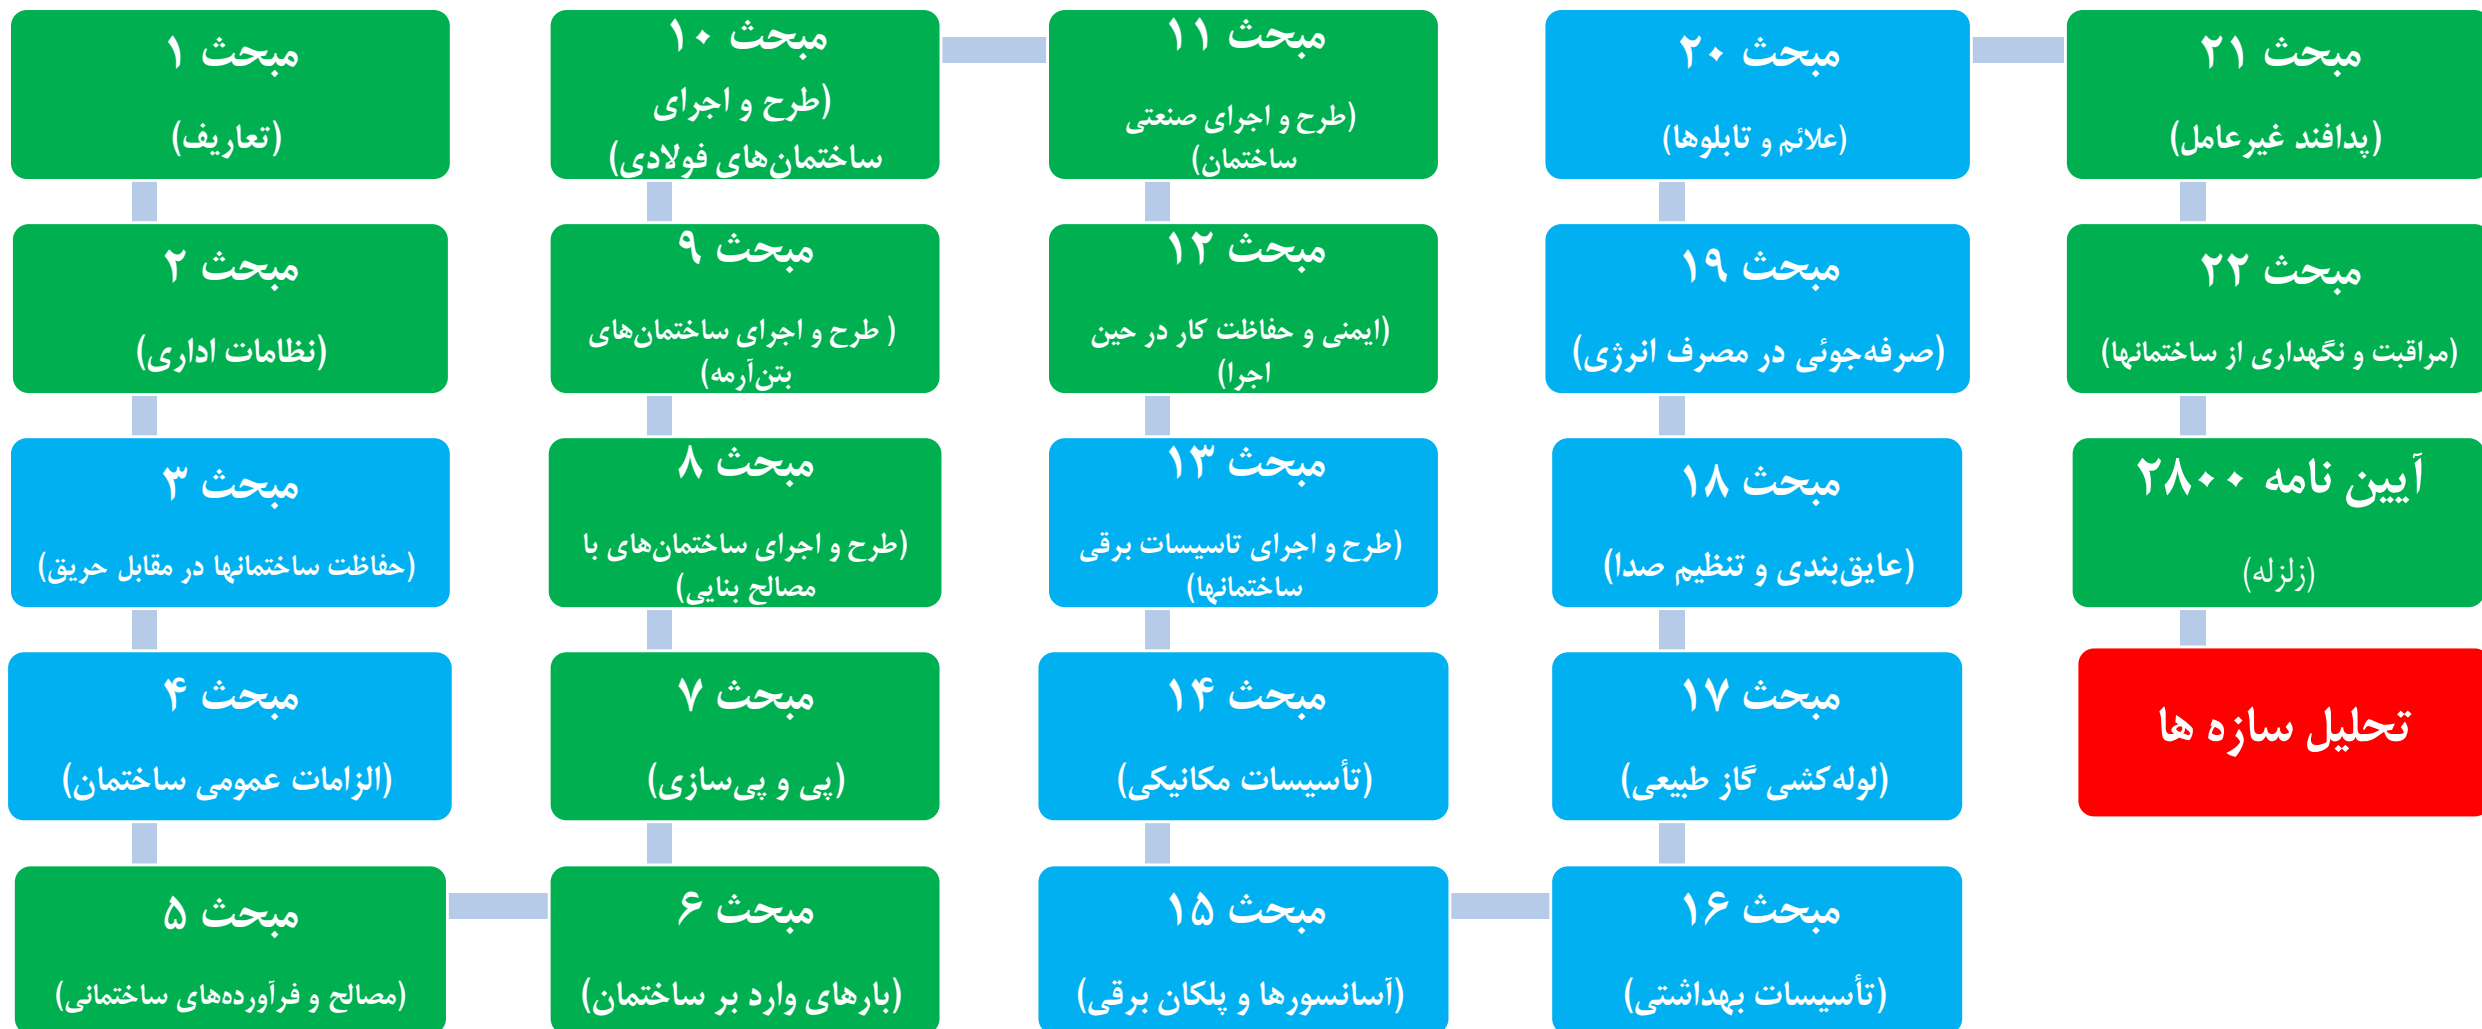 مبحث ۱
(تعاریف)
مبحث ۲
(نظامات اداری)
مبحث ۳
(حفاظت ساختمانها در مقابل حریق)
مبحث ۴
(الزامات عمومی ساختمان)
مبحث ۵
(مصالح و فرآورده‌های ساختمانی)
مبحث ۶
(بارهای وارد بر ساختمان)
مبحث ۷
(پی و پی‌سازی)
مبحث ۸
(طرح و اجرای ساختمان‌های با
مصالح بنایی)
مبحث ۹
( طرح و اجرای ساختمان‌های
بتن‌آرمه)
مبحث ۱۰
(طرح و اجرای
ساختمان‌های فولادی)
مبحث ۱۱
(طرح و اجرای صنعتی
ساختمان)
مبحث ۱۲
(ایمنی و حفاظت کار در حین
اجرا)
مبحث ۱۳
(طرح و اجرای تاسیسات برقی
ساختمانها)
مبحث ۱۴
(تأسیسات مکانیکی)
مبحث ۱۵
(آسانسورها و پلکان برقی)
مبحث ۱۶
(تأسیسات بهداشتی)
مبحث ۱۷
(لوله‌کشی گاز طبیعی)
مبحث ۱۸
(عایق‌بندی و تنظیم صدا)
مبحث ۱۹
(صرفه‌جوئی در مصرف انرژی)
مبحث ۲۰
(علائم و تابلوها)
مبحث ۲۱
(پدافند غیرعامل)
مبحث ۲۲
(مراقبت و نگهداری از ساختمانها)
آیین نامه ۲۸۰۰
(زلزله)
تحلیل سازه ها